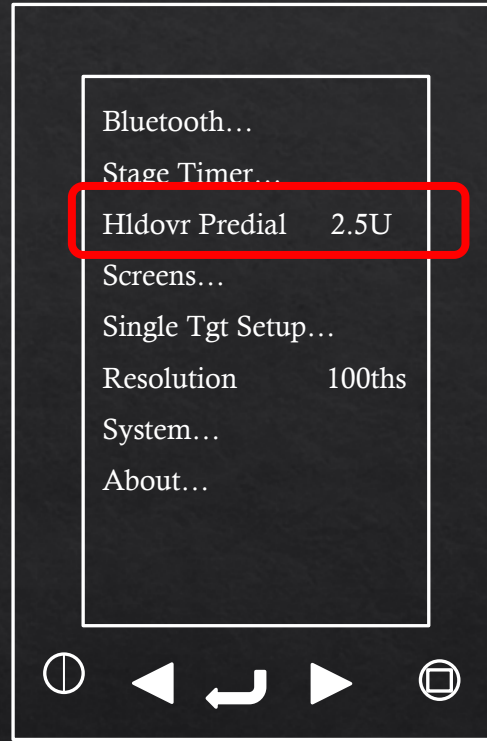 Bluetooth…
Stage Timer…
Hldovr Predial 2.5U
Screens…
Single Tgt Setup…
Resolution 100ths
System…
About…